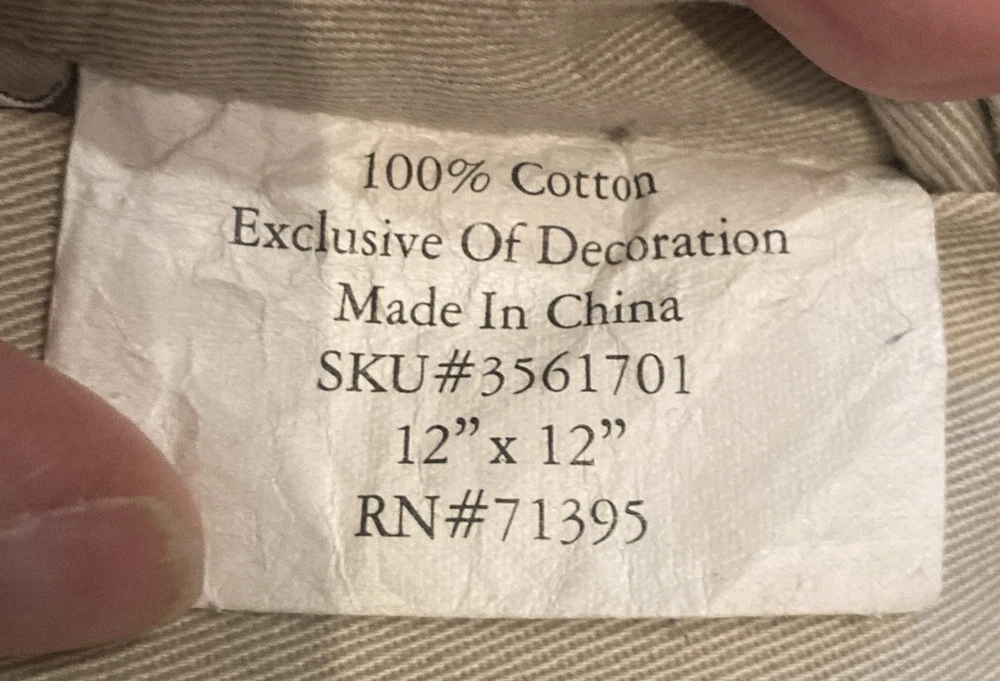 100% Cotton
Exclusive Of Decoration
Made In China
SKU#3561701
12” x 12”
RN#71395